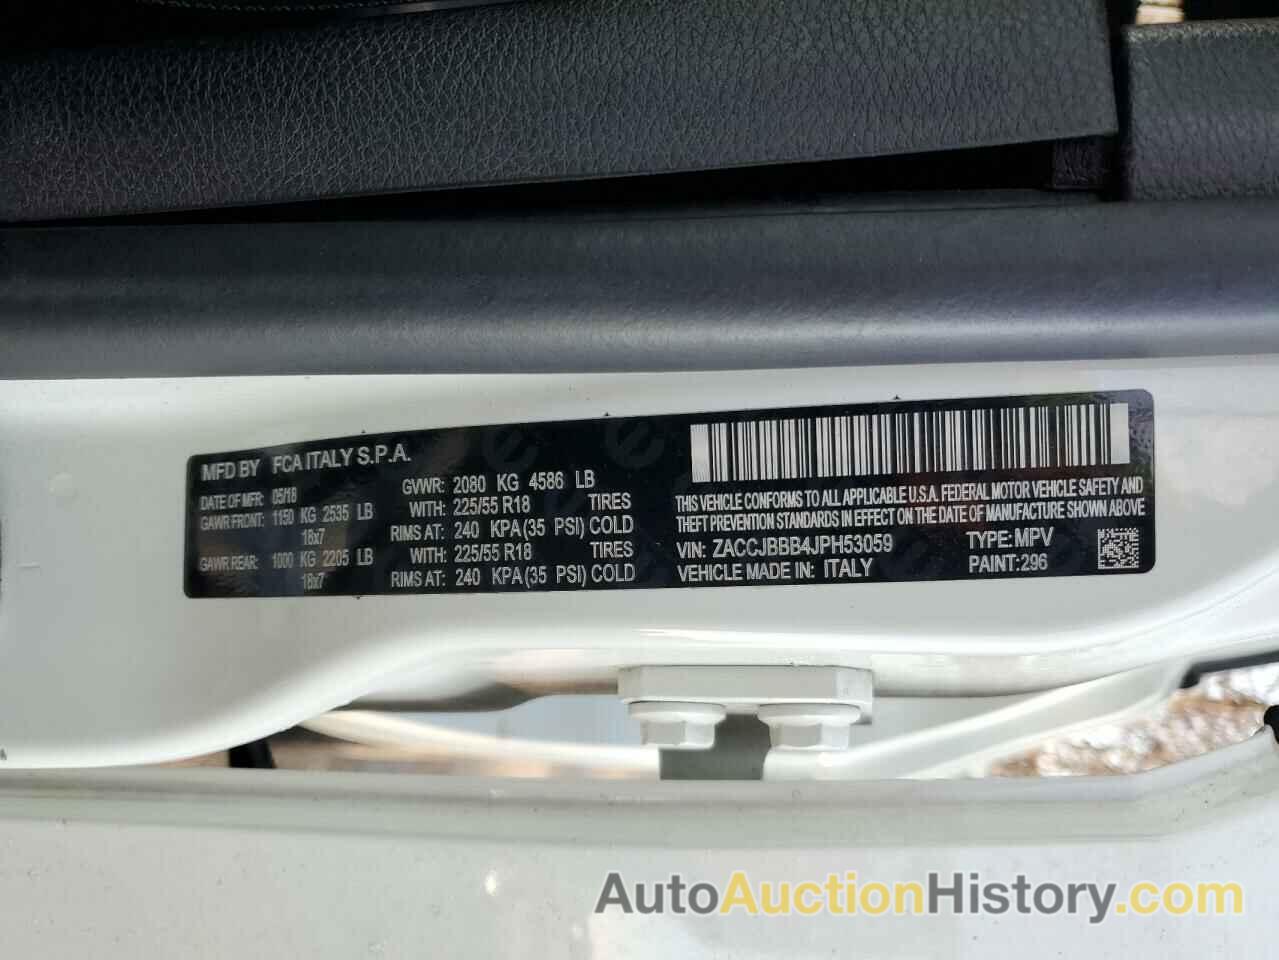 MFD BY FCA ITALY S.P.A.
DATE OF MFR: 05/18 GVWR: 2080 KG 4586 LB
GAWR FRONT: 1150 KG 2535 LB WITH: 225/55 R18 TIRES
18x7 RIMS AT: 240 KPA(35 PSI) COLD
GAWR REAR: 1000 KG 2205 LB WITH: 225/55 R18 TIRES
18x7 RIMS AT: 240 KPA(35 PSI) COLD
THIS VEHICLE CONFORMS TO ALL APPLICABLE U.S.A. FEDERAL MOTOR VEHICLE SAFETY AND
THEFT PREVENTION STANDARDS IN EFFECT ON THE DATE OF MANUFACTURE SHOWN ABOVE
VIN: ZACCJBBB4JPH53059 TYPE: MPV
VEHICLE MADE IN: ITALY PAINT:296
AutoAuctionHistory.com